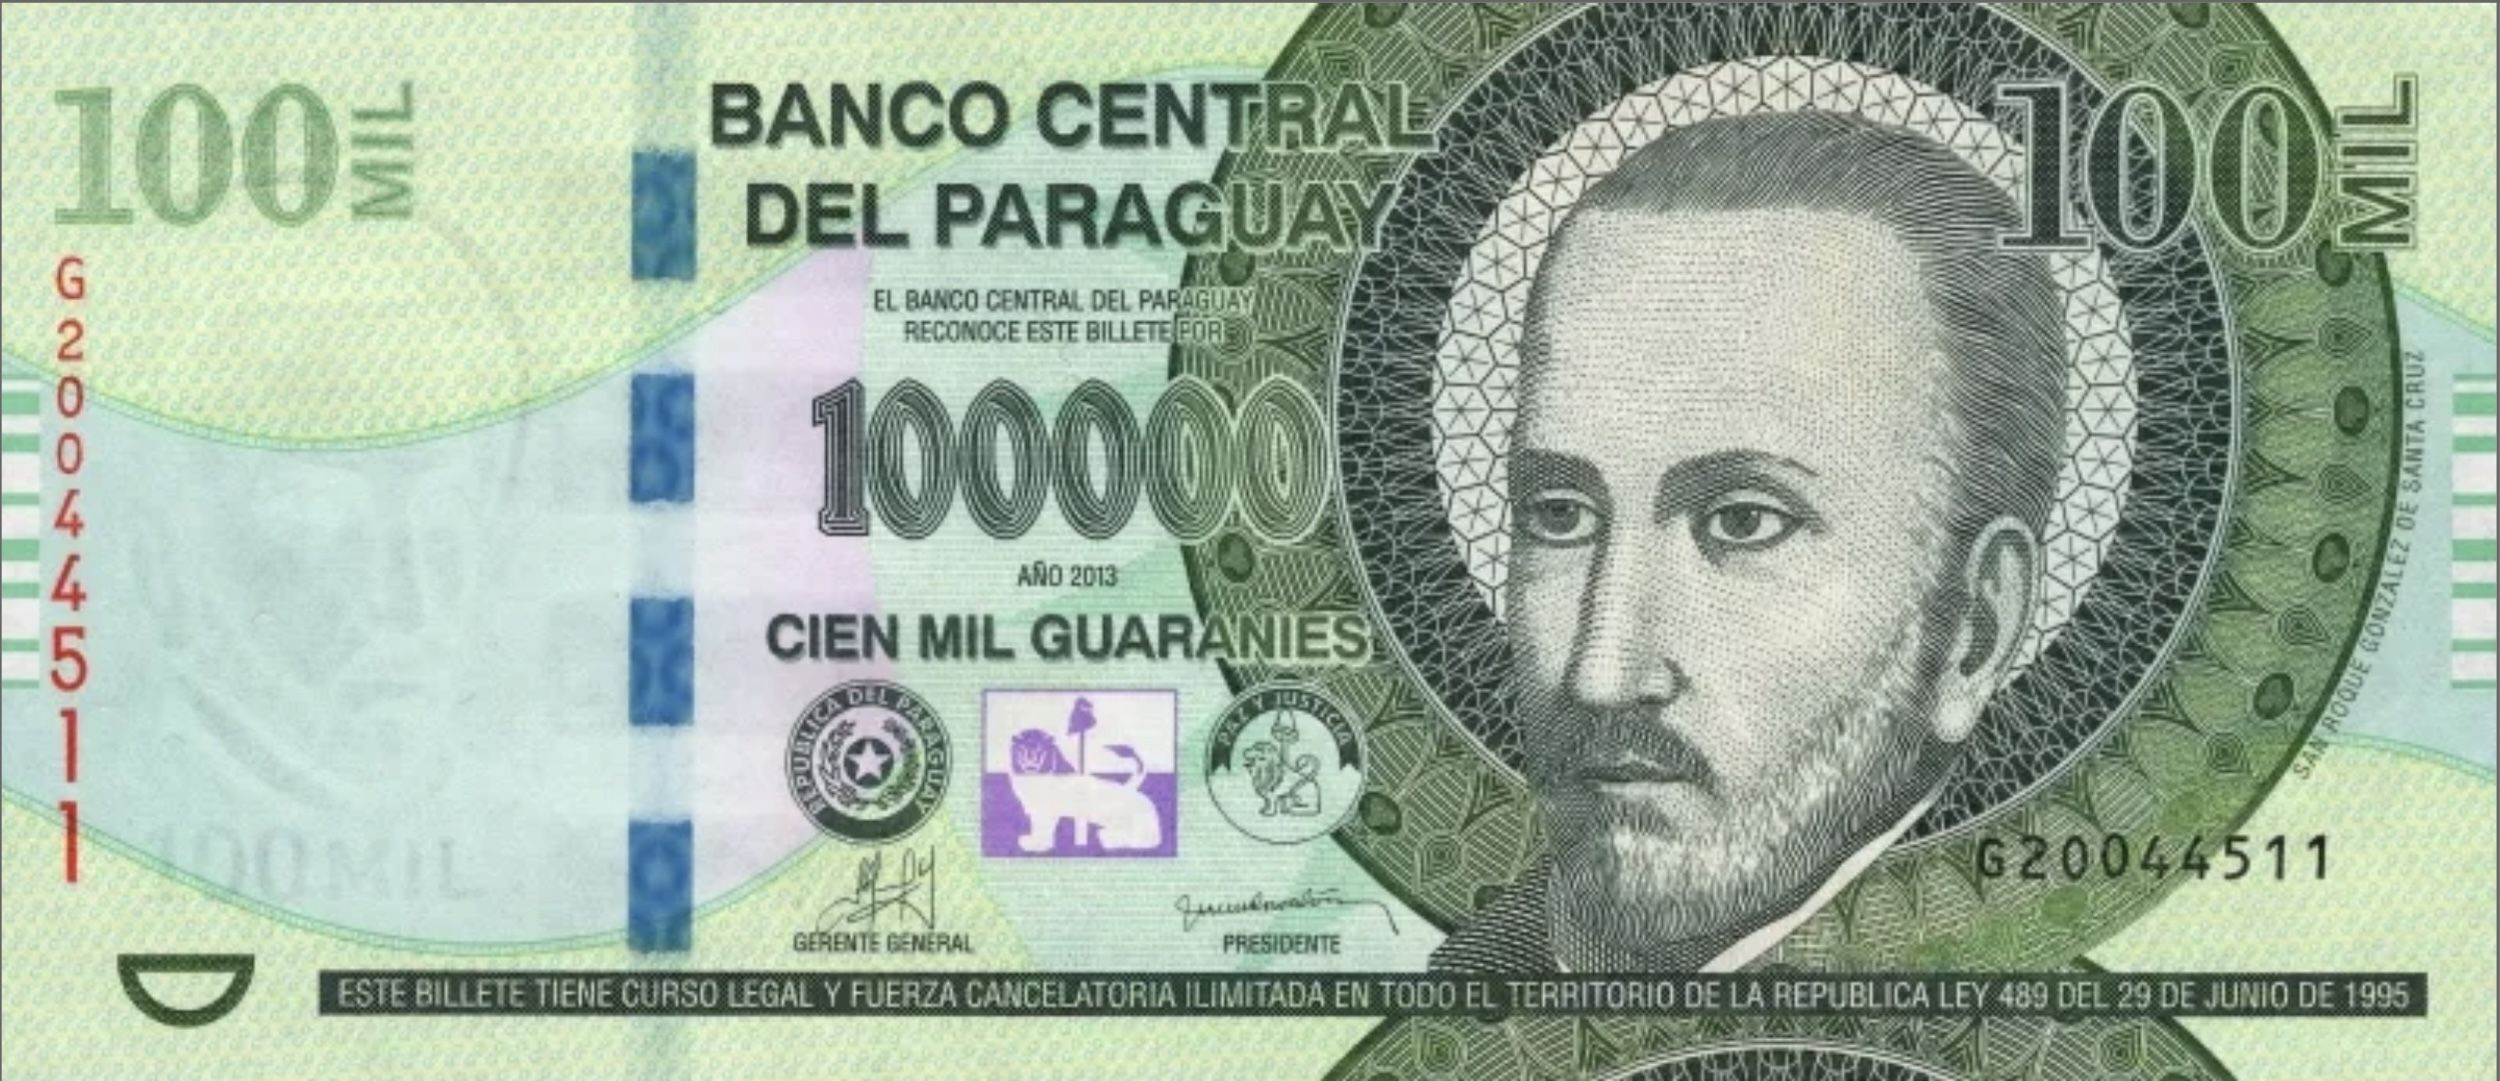 100 MIL
BANCO CENTRAL
DEL PARAGUAY
100 MIL
G20044511
EL BANCO CENTRAL DEL PARAGUAY
RECONOCE ESTE BILLETE POR
100000
AÑO 2013
CIEN MIL GUARANIES
REPUBLICA DEL PARAGUAY
PAZ Y JUSTICIA
SAN ROQUE GONZALEZ DE SANTA CRUZ
100 MIL
G20044511
GERENTE GENERAL
PRESIDENTE
ESTE BILLETE TIENE CURSO LEGAL Y FUERZA CANCELATORIA ILIMITADA EN TODO EL TERRITORIO DE LA REPUBLICA LEY 489 DEL 29 DE JUNIO DE 1995